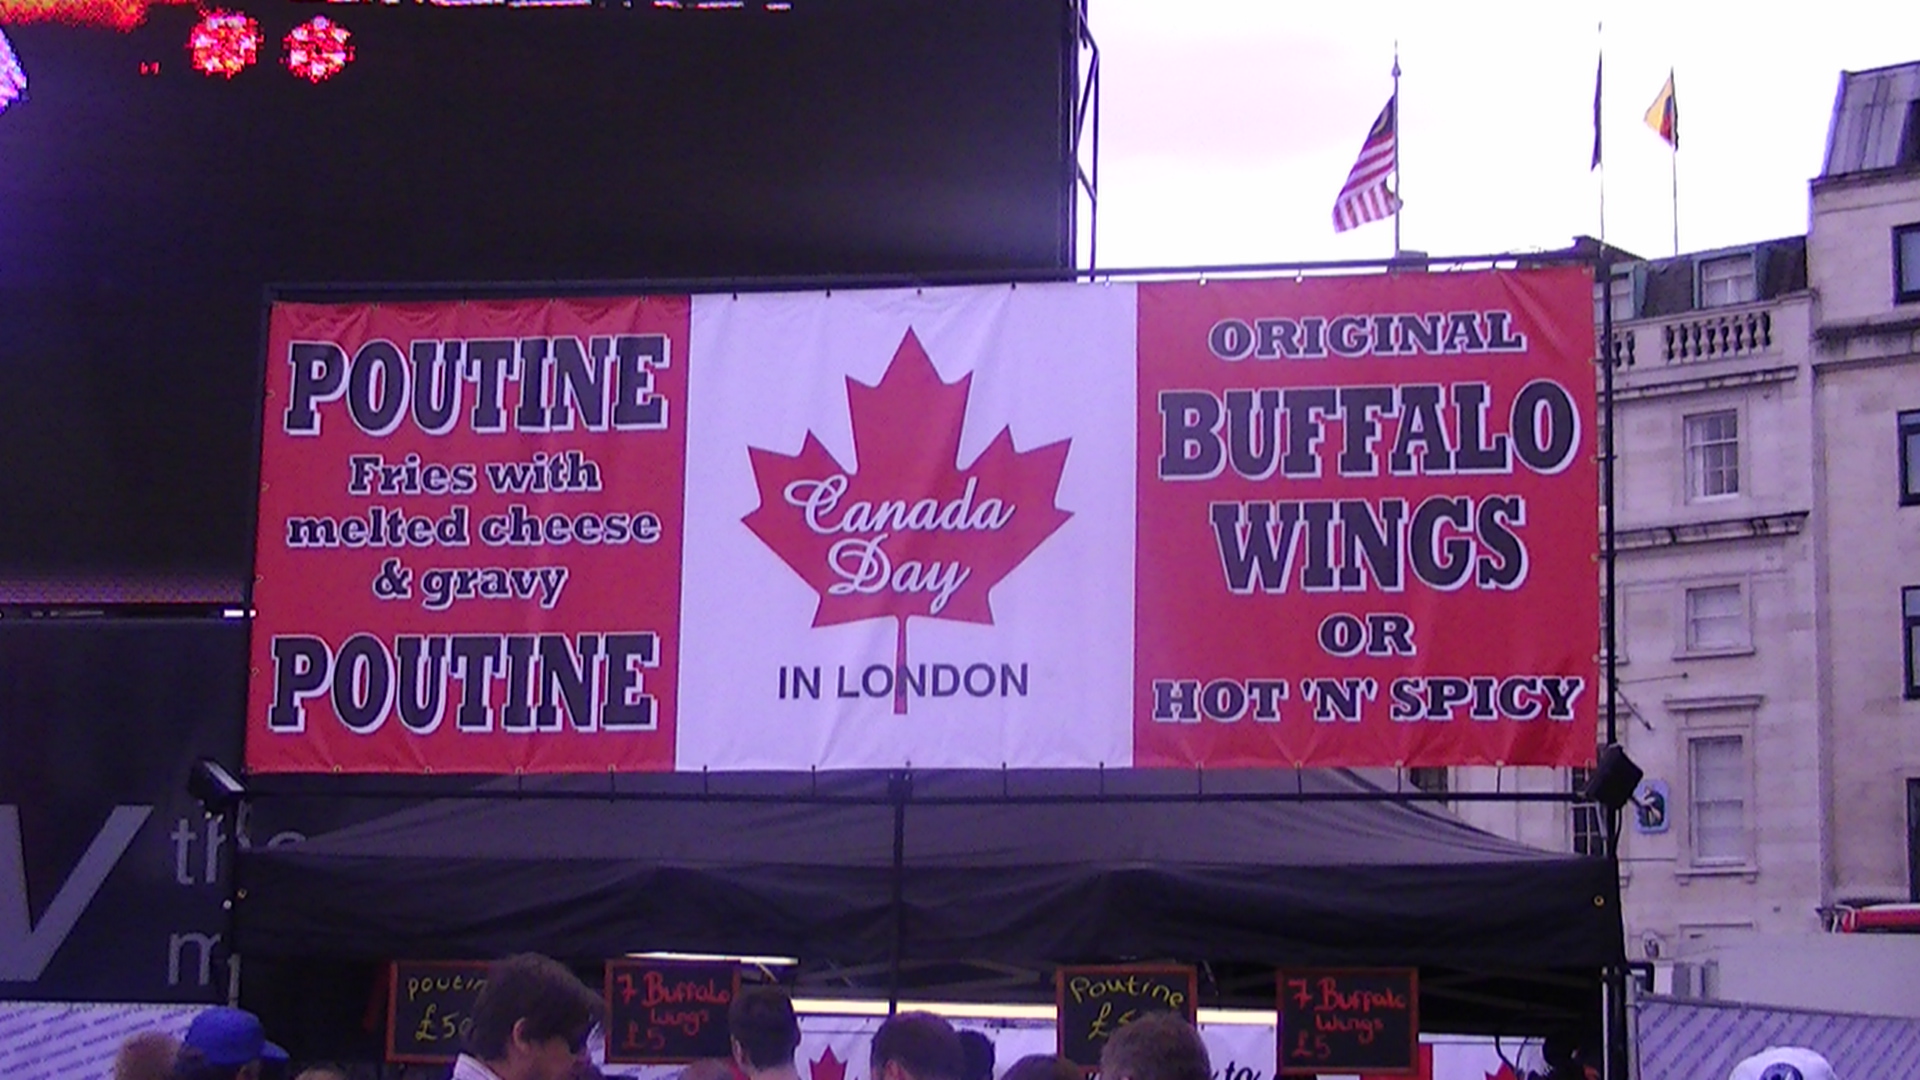 POUTINE
Fries with
melted cheese
& gravy
POUTINE
Canada
Day
IN LONDON
ORIGINAL
BUFFALO
WINGS
OR
HOT 'N' SPICY
7 Buffalo
Wings
£5
Poutine
7 Buffalo
Wings
£5
to